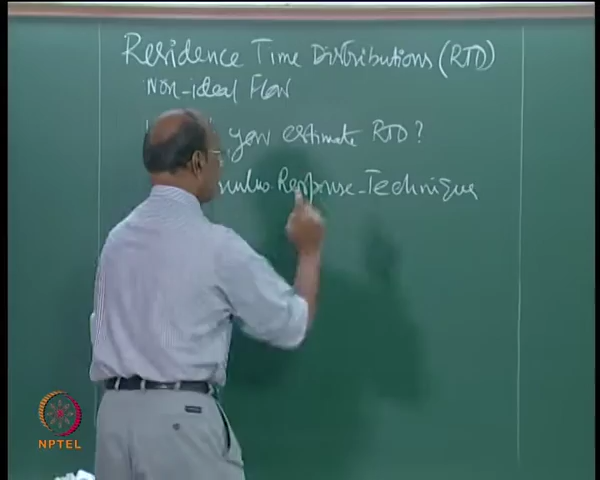 Residence Time Distributions (RTD)
Non-ideal Flow
you estimate RTD?
Response-Technique
NPTEL